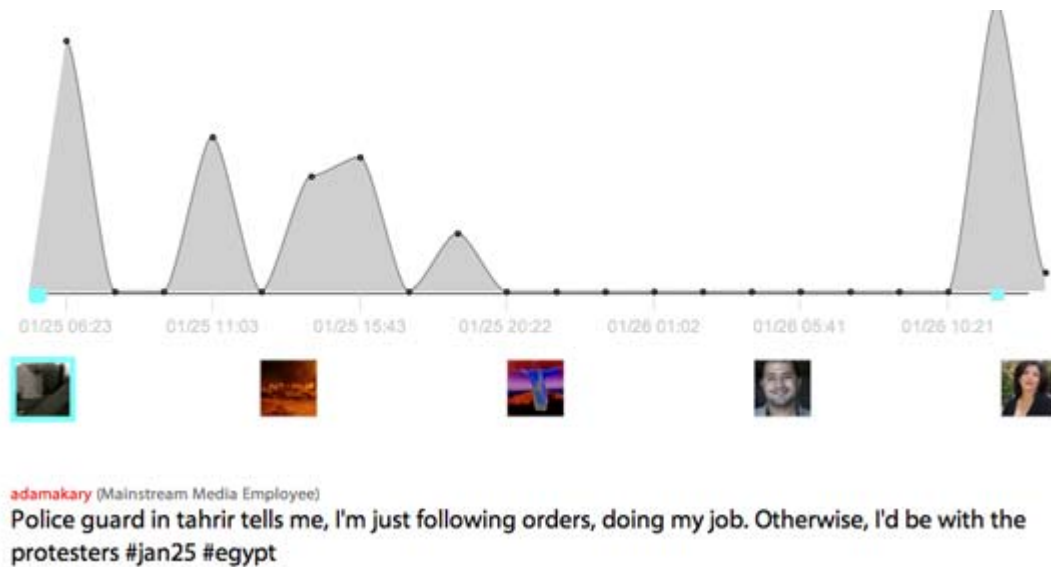 01/25 06:23 01/25 11:03 01/25 15:43 01/25 20:22 01/26 01:02 01/26 05:41 01/26 10:21
adamakary (Mainstream Media Employee)
Police guard in tahrir tells me, I'm just following orders, doing my job. Otherwise, I'd be with the
protesters #jan25 #egypt